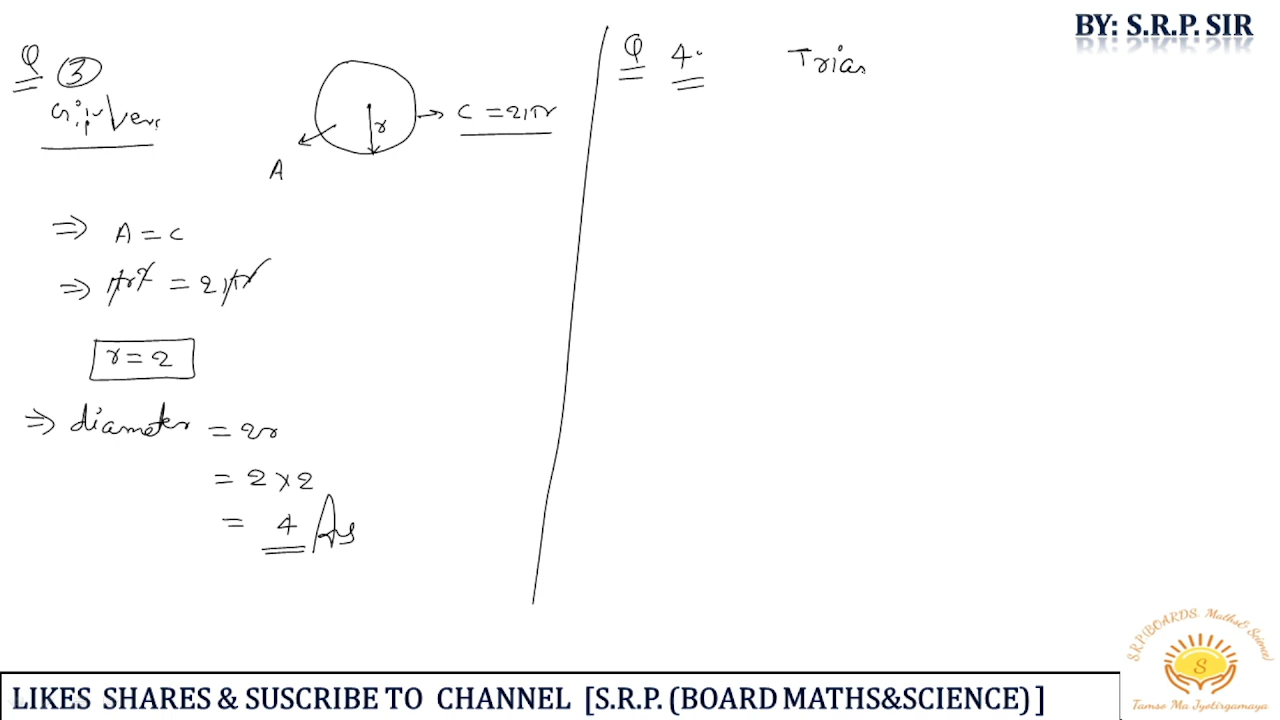 BY: S.R.P. SIR
Q 3
r
C = 2πr
A
⇒ A = C
⇒ πr² = 2πr
r = 2
⇒ diameter = 2r
= 2 × 2
= 4 Ans
Q 4.
Trian
S.R.P(BOARDS. Maths& Science)
S
Tamso Ma Jyotirgamaya
LIKES SHARES & SUSCRIBE TO CHANNEL [S.R.P. (BOARD MATHS&SCIENCE) ]